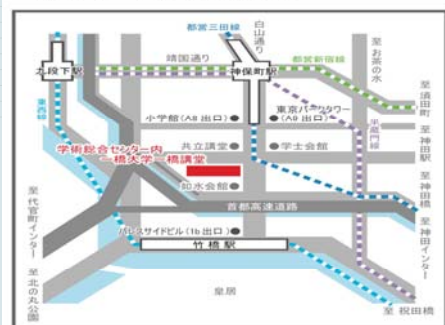 都営三田線
白山通り
至お茶の水
靖国通り
都営新宿線
九段下駅
神保町駅
東西線
小学館(A8 出口)
東京パークタワー
(A9 出口)
至須田町
半蔵門線
至神田駅
学術総合センター内
一橋大学一橋講堂
共立講堂
学士会館
如水会館
至神田橋
至代官町インター
首都高速道路
至神田インター
パレスサイドビル(1b 出口)
竹橋駅
至北の丸公園
皇居
至 祝田橋